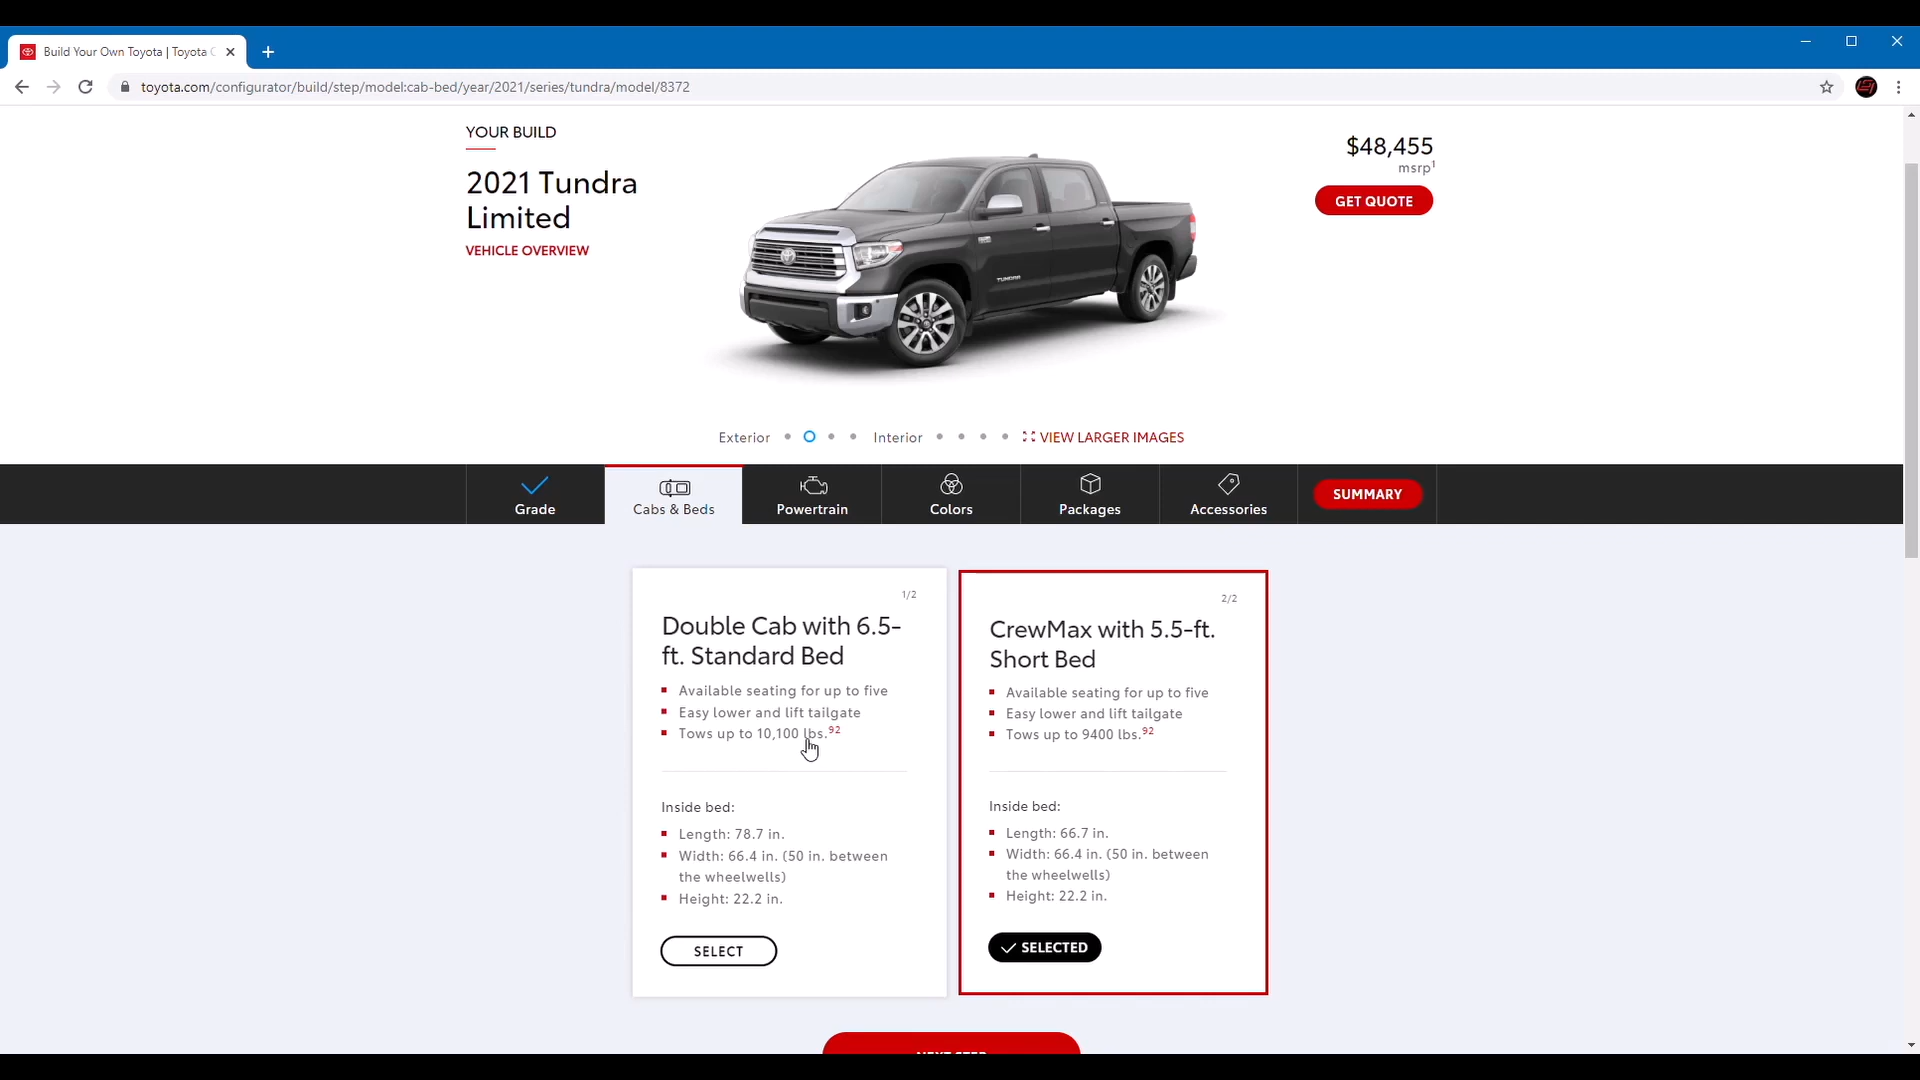 Build Your Own Toyota | Toyota C
toyota.com/configurator/build/step/model:cab-bed/year/2021/series/tundra/model/8372
YOUR BUILD
2021 Tundra
Limited
VEHICLE OVERVIEW
$48,455
msrp1
GET QUOTE
TUNDRA
Exterior
Interior
VIEW LARGER IMAGES
Grade
Cabs & Beds
Powertrain
Colors
Packages
Accessories
SUMMARY
1/2
Double Cab with 6.5-
ft. Standard Bed
Available seating for up to five
Easy lower and lift tailgate
Tows up to 10,100 lbs.92
Inside bed:
Length: 78.7 in.
Width: 66.4 in. (50 in. between
the wheelwells)
Height: 22.2 in.
SELECT
2/2
CrewMax with 5.5-ft.
Short Bed
Available seating for up to five
Easy lower and lift tailgate
Tows up to 9400 lbs.92
Inside bed:
Length: 66.7 in.
Width: 66.4 in. (50 in. between
the wheelwells)
Height: 22.2 in.
SELECTED
NEXT STEP